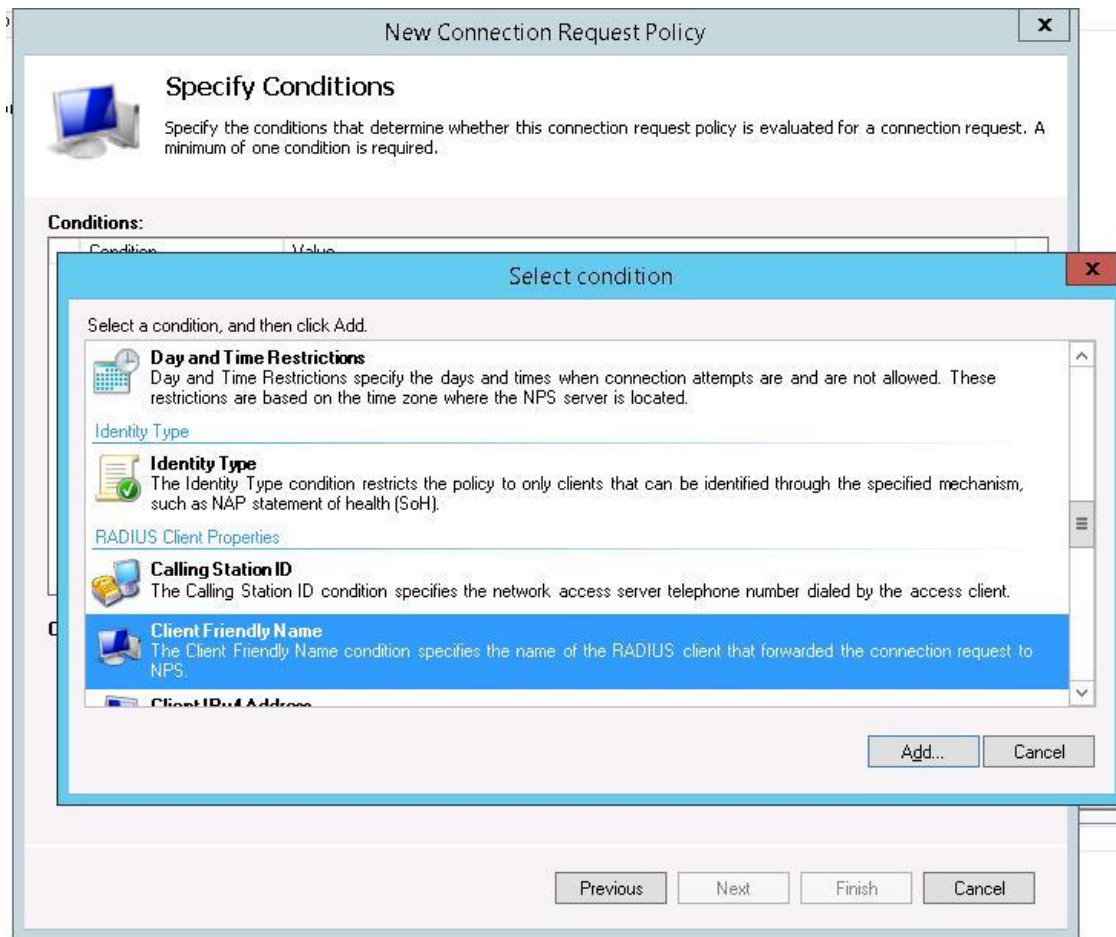 New Connection Request Policy
x
Specify Conditions
Specify the conditions that determine whether this connection request policy is evaluated for a connection request. A
minimum of one condition is required.
Conditions:
Condition Value
Select condition
x
Select a condition, and then click Add.
Day and Time Restrictions
Day and Time Restrictions specify the days and times when connection attempts are and are not allowed. These
restrictions are based on the time zone where the NPS server is located.
Identity Type
Identity Type
The Identity Type condition restricts the policy to only clients that can be identified through the specified mechanism,
such as NAP statement of health (SoH).
RADIUS Client Properties
Calling Station ID
The Calling Station ID condition specifies the network access server telephone number dialed by the access client.
Client Friendly Name
The Client Friendly Name condition specifies the name of the RADIUS client that forwarded the connection request to
NPS.
Client IPv4 Address
Add... Cancel
Previous Next Finish Cancel